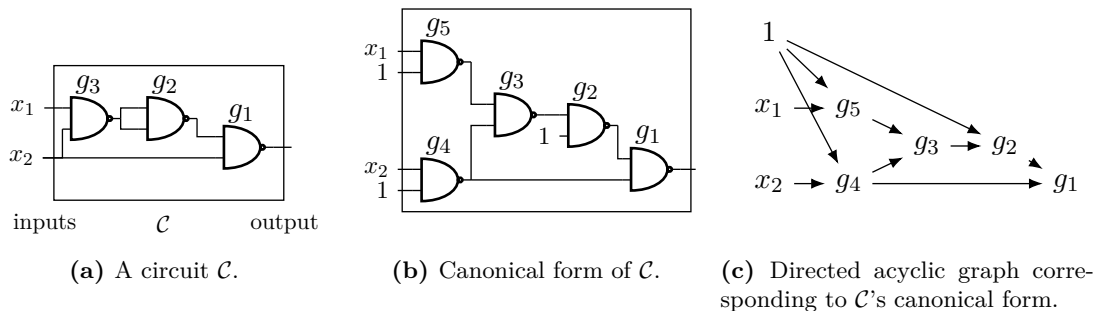 g₃
g₂
g₁
x₁
x₂
inputs
C
output
(a) A circuit C.
g₅
x₁
1
g₃
g₂
1
g₁
g₄
x₂
1
(b) Canonical form of C.
1
x₁
g₅
g₃
g₂
x₂
g₄
g₁
(c) Directed acyclic graph corre-
sponding to C's canonical form.